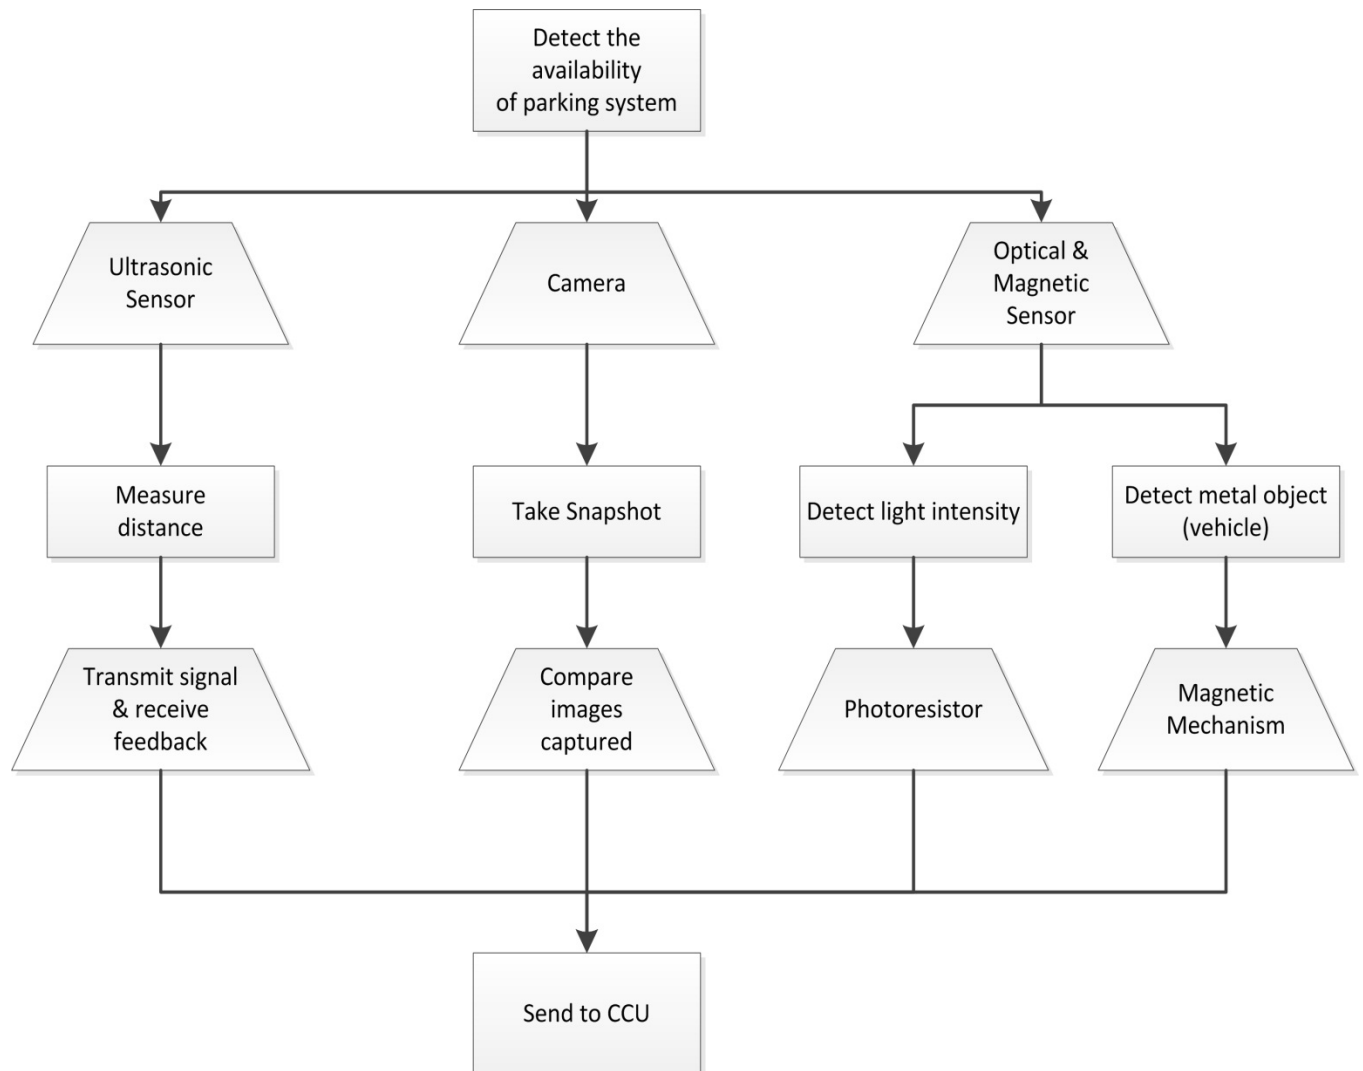 Detect the
availability
of parking system
Ultrasonic
Sensor
Camera
Optical &
Magnetic
Sensor
Measure
distance
Take Snapshot
Detect light intensity
Detect metal object
(vehicle)
Transmit signal
& receive
feedback
Compare
images
captured
Photoresistor
Magnetic
Mechanism
Send to CCU